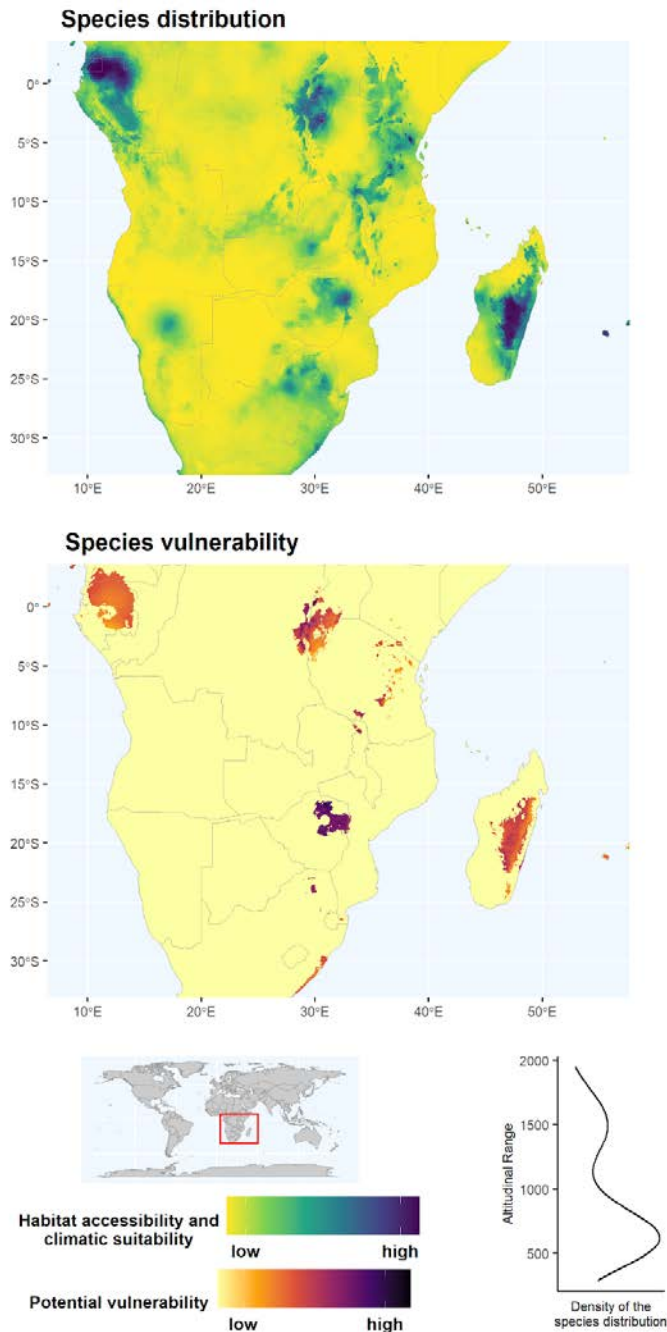 Species distribution
0°
5°S
10°S
15°S
20°S
25°S
30°S
10°E 20°E 30°E 40°E 50°E
Species vulnerability
0°
5°S
10°S
15°S
20°S
25°S
30°S
10°E 20°E 30°E 40°E 50°E
2000
1500
1000
500
Altitudinal Range
Density of the
species distribution
Habitat accessibility and
climatic suitability
low high
Potential vulnerability
low high